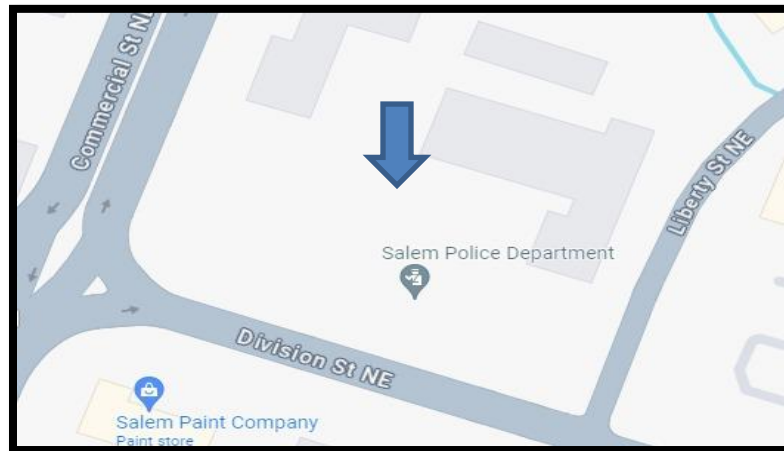 Commercial St NE
Liberty St NE
Salem Police Department
Division St NE
Salem Paint Company
Paint store